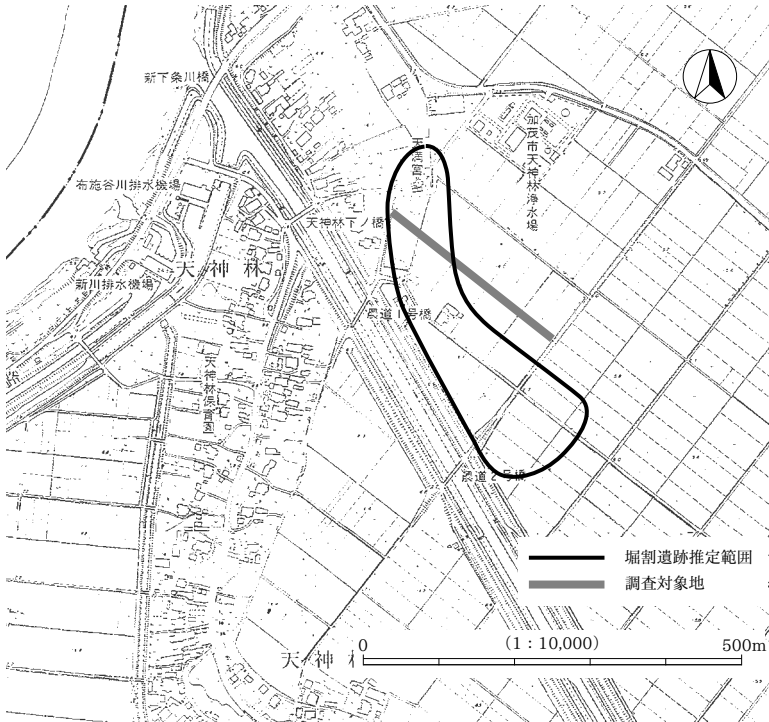 新下条川橋
加茂市天神林浄水場
布施谷川排水機場
天神林下ノ橋
天神林
新川排水機場
農道1号橋
天神林保育園
農道2号橋
堀割遺跡推定範囲
調査対象地
0
(1：10,000)
500m
天神